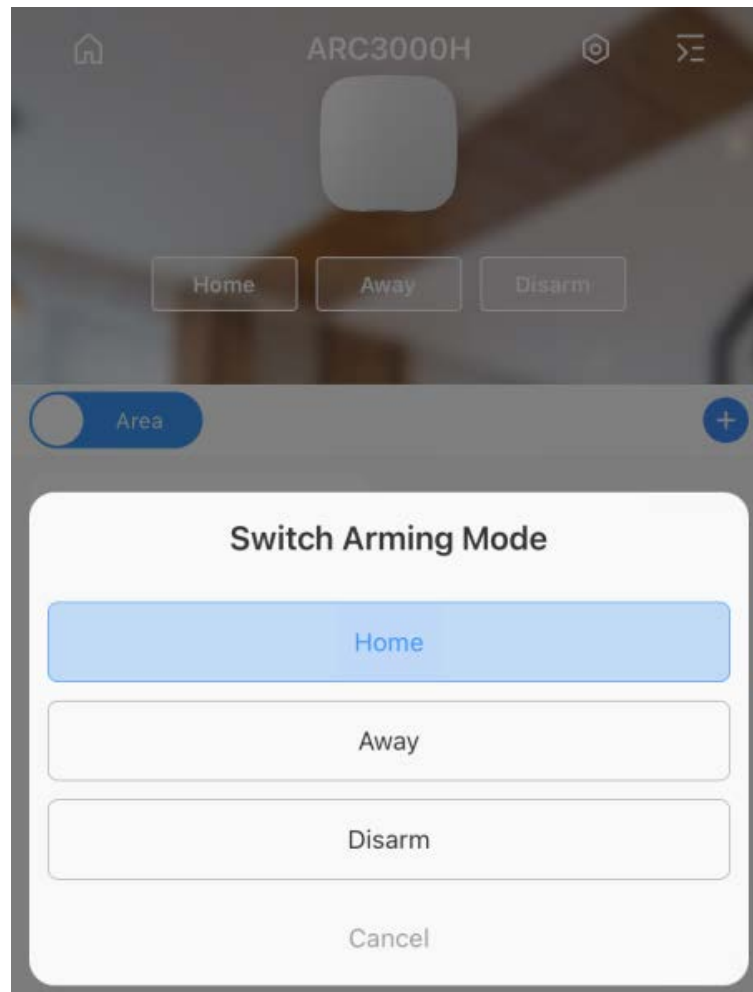 ARC3000H
Home Away Disarm
Area
Switch Arming Mode
Home
Away
Disarm
Cancel